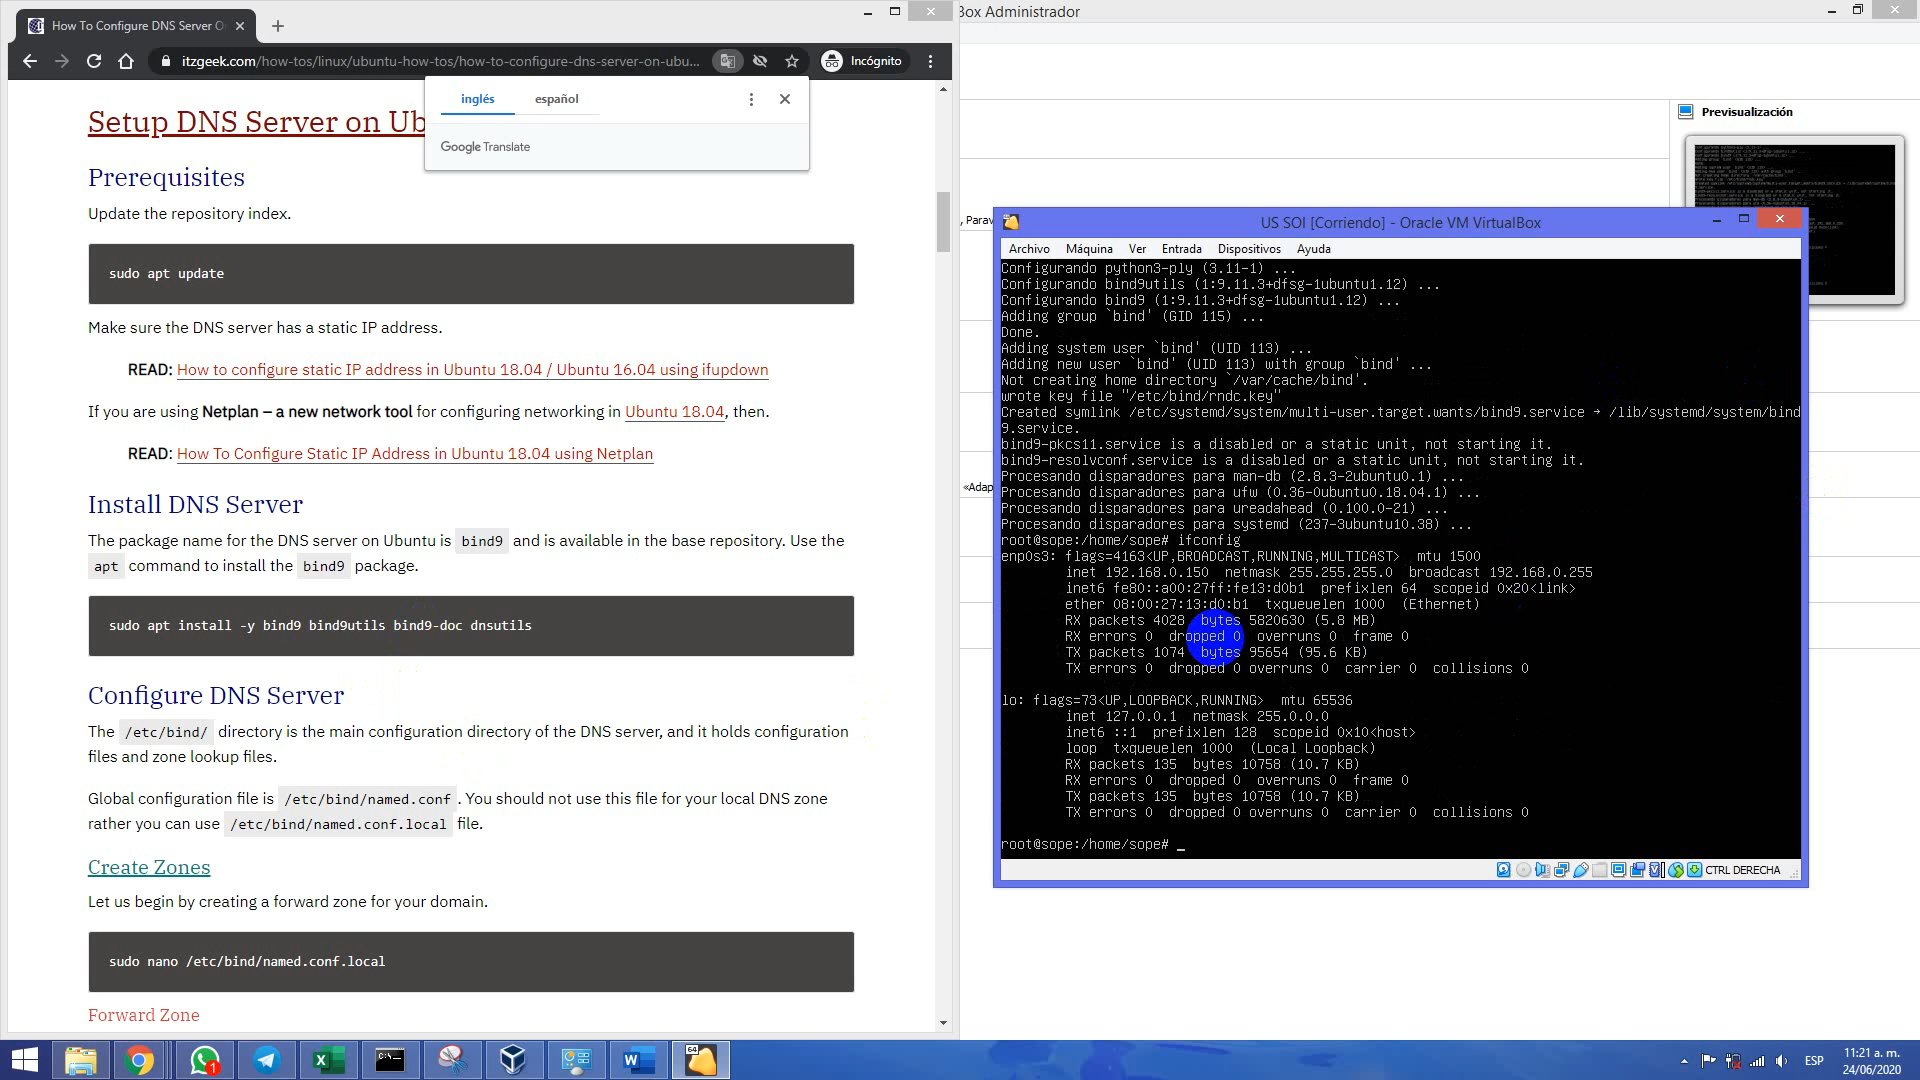 How To Configure DNS Server O
itzgeek.com/how-tos/linux/ubuntu-how-tos/how-to-configure-dns-server-on-ubu...
Incógnito
inglés
español
Google Translate
Setup DNS Server on Ub
Prerequisites
Update the repository index.
sudo apt update
Make sure the DNS server has a static IP address.
READ: How to configure static IP address in Ubuntu 18.04 / Ubuntu 16.04 using ifupdown
If you are using Netplan – a new network tool for configuring networking in Ubuntu 18.04, then.
READ: How To Configure Static IP Address in Ubuntu 18.04 using Netplan
Install DNS Server
The package name for the DNS server on Ubuntu is bind9 and is available in the base repository. Use the
apt command to install the bind9 package.
sudo apt install -y bind9 bind9utils bind9-doc dnsutils
Configure DNS Server
The /etc/bind/ directory is the main configuration directory of the DNS server, and it holds configuration
files and zone lookup files.
Global configuration file is /etc/bind/named.conf . You should not use this file for your local DNS zone
rather you can use /etc/bind/named.conf.local file.
Create Zones
Let us begin by creating a forward zone for your domain.
sudo nano /etc/bind/named.conf.local
Forward Zone
Box Administrador
Previsualización
, Parav
«Adap
US SOI [Corriendo] - Oracle VM VirtualBox
Archivo Máquina Ver Entrada Dispositivos Ayuda
Configurando python3-ply (3.11-1) ...
Configurando bind9utils (1:9.11.3+dfsg-1ubuntu1.12) ...
Configurando bind9 (1:9.11.3+dfsg-1ubuntu1.12) ...
Adding group `bind' (GID 115) ...
Done.
Adding system user `bind' (UID 113) ...
Adding new user `bind' (UID 113) with group `bind' ...
Not creating home directory `/var/cache/bind'.
wrote key file "/etc/bind/rndc.key"
Created symlink /etc/systemd/system/multi-user.target.wants/bind9.service → /lib/systemd/system/bind
9.service.
bind9-pkcs11.service is a disabled or a static unit, not starting it.
bind9-resolvconf.service is a disabled or a static unit, not starting it.
Procesando disparadores para man-db (2.8.3-2ubuntu0.1) ...
Procesando disparadores para ufw (0.36-0ubuntu0.18.04.1) ...
Procesando disparadores para ureadahead (0.100.0-21) ...
Procesando disparadores para systemd (237-3ubuntu10.38) ...
root@sope:/home/sope# ifconfig
enp0s3: flags=4163<UP,BROADCAST,RUNNING,MULTICAST> mtu 1500
inet 192.168.0.150 netmask 255.255.255.0 broadcast 192.168.0.255
inet6 fe80::a00:27ff:fe13:d0b1 prefixlen 64 scopeid 0x20<link>
ether 08:00:27:13:d0:b1 txqueuelen 1000 (Ethernet)
RX packets 4028 bytes 5820630 (5.8 MB)
RX errors 0 dropped 0 overruns 0 frame 0
TX packets 1074 bytes 95654 (95.6 KB)
TX errors 0 dropped 0 overruns 0 carrier 0 collisions 0
lo: flags=73<UP,LOOPBACK,RUNNING> mtu 65536
inet 127.0.0.1 netmask 255.0.0.0
inet6 ::1 prefixlen 128 scopeid 0x10<host>
loop txqueuelen 1000 (Local Loopback)
RX packets 135 bytes 10758 (10.7 KB)
RX errors 0 dropped 0 overruns 0 frame 0
TX packets 135 bytes 10758 (10.7 KB)
TX errors 0 dropped 0 overruns 0 carrier 0 collisions 0
root@sope:/home/sope# _
CTRL DERECHA
ESP
11:21 a. m.
24/06/2020